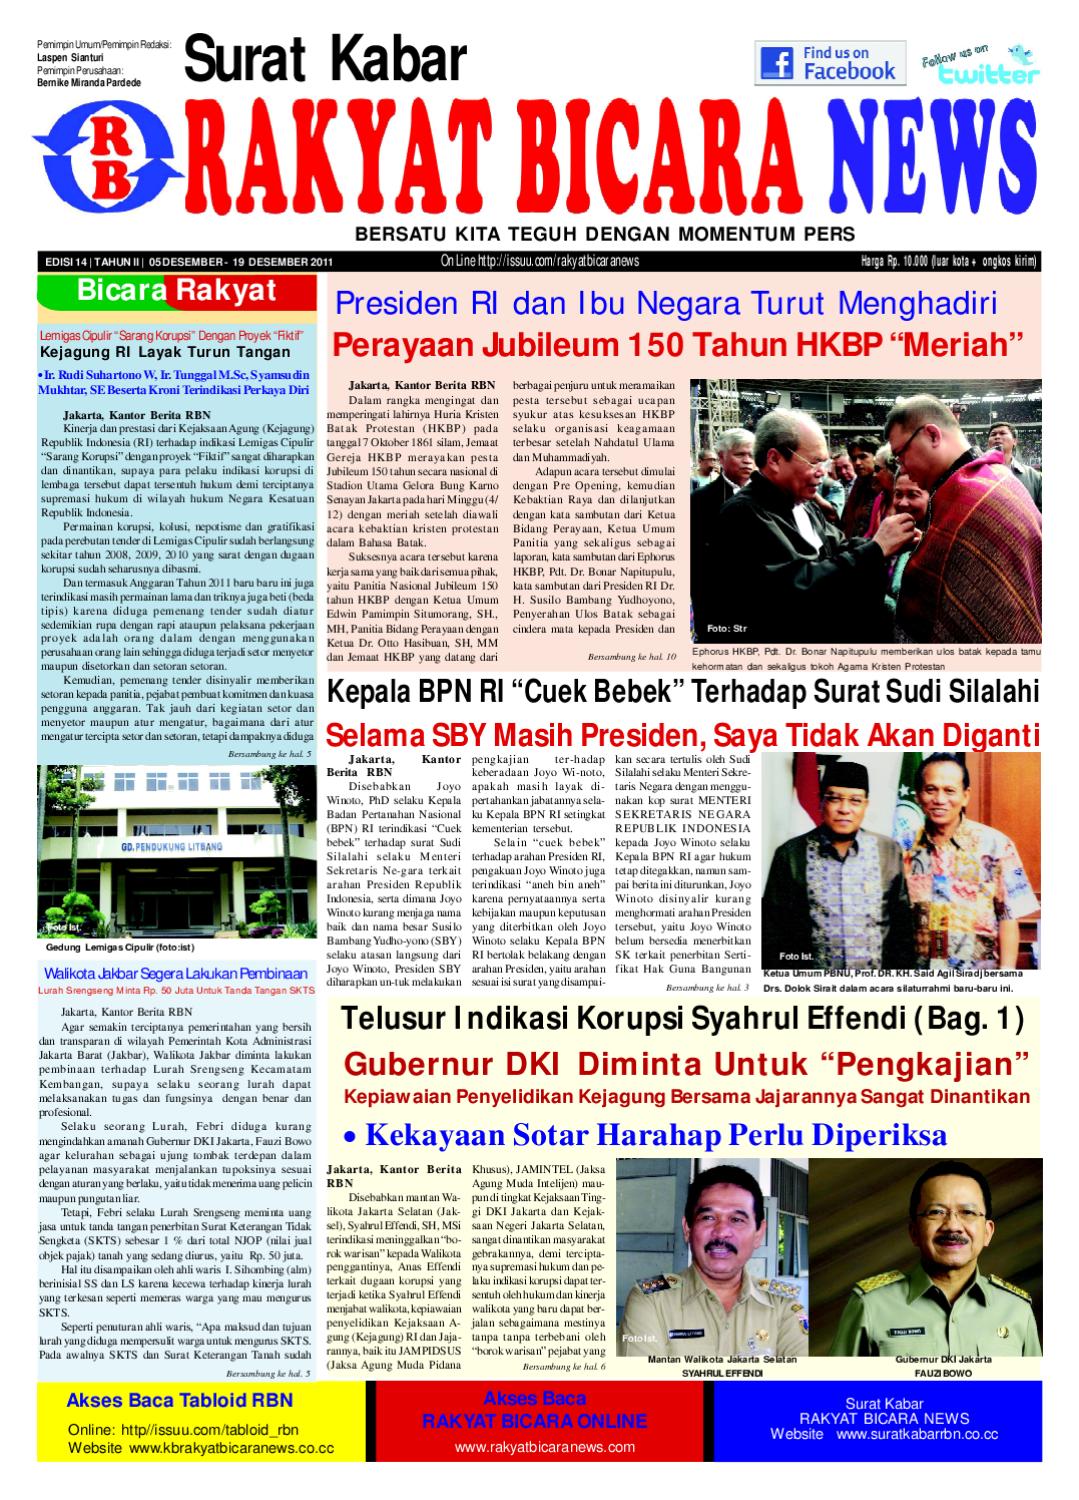 Pemimpin Umum/Pemimpin Redaksi:
Laspen Sianturi
Pemimpin Perusahaan:
Bernike Miranda Pardede
Surat Kabar
Find us on
Facebook
Follow us on
twitter
RB
RAKYAT BICARA NEWS
BERSATU KITA TEGUH DENGAN MOMENTUM PERS
EDISI 14 | TAHUN II | 05 DESEMBER - 19 DESEMBER 2011
On Line http://issuu.com/rakyatbicaranews
Harga Rp. 10.000 (luar kota + ongkos kirim)
Bicara Rakyat
Lemigas Cipulir “Sarang Korupsi” Dengan Proyek “Fiktif”
Kejagung RI Layak Turun Tangan
•Ir. Rudi Suhartono W, Ir. Tunggal M.Sc, Syamsudin
Mukhtar, SE Beserta Kroni Terindikasi Perkaya Diri
Jakarta, Kantor Berita RBN
Kinerja dan prestasi dari Kejaksaan Agung (Kejagung)
Republik Indonesia (RI) terhadap indikasi Lemigas Cipulir
“Sarang Korupsi” dengan proyek “Fiktif” sangat diharapkan
dan dinantikan, supaya para pelaku indikasi korupsi di
lembaga tersebut dapat tersentuh hukum demi terciptanya
supremasi hukum di wilayah hukum Negara Kesatuan
Republik Indonesia.
Permainan korupsi, kolusi, nepotisme dan gratifikasi
pada perebutan tender di Lemigas Cipulir sudah berlangsung
sekitar tahun 2008, 2009, 2010 yang sarat dengan dugaan
korupsi sudah seharusnya dibasmi.
Dan termasuk Anggaran Tahun 2011 baru baru ini juga
terindikasi masih permainan lama dan triknya juga beti (beda
tipis) karena diduga pemenang tender sudah diatur
sedemikian rupa dengan rapi ataupun pelaksana pekerjaan
proyek adalah orang dalam dengan menggunakan
perusahaan orang lain sehingga diduga terjadi setor menyetor
maupun disetorkan dan setoran setoran.
Kemudian, pemenang tender disinyalir memberikan
setoran kepada panitia, pejabat pembuat komitmen dan kuasa
pengguna anggaran. Tak jauh dari kegiatan setor dan
menyetor maupun atur mengatur, bagaimana dari atur
mengatur tercipta setor dan setoran, tetapi dampaknya diduga
Bersambung ke hal. 5
GD. PENDUKUNG LITBANG
Foto Ist.
Gedung Lemigas Cipulir (foto:ist)
Walikota Jakbar Segera Lakukan Pembinaan
Lurah Srengseng Minta Rp. 50 Juta Untuk Tanda Tangan SKTS
Jakarta, Kantor Berita RBN
Agar semakin terciptanya pemerintahan yang bersih
dan transparan di wilayah Pemerintah Kota Administrasi
Jakarta Barat (Jakbar), Walikota Jakbar diminta lakukan
pembinaan terhadap Lurah Srengseng Kecamatam
Kembangan, supaya selaku seorang lurah dapat
melaksanakan tugas dan fungsinya dengan benar dan
profesional.
Selaku seorang Lurah, Febri diduga kurang
mengindahkan amanah Gubernur DKI Jakarta, Fauzi Bowo
agar kelurahan sebagai ujung tombak terdepan dalam
pelayanan masyarakat menjalankan tupoksinya sesuai
dengan aturan yang berlaku, yaitu tidak menerima uang pelicin
maupun pungutan liar.
Tetapi, Febri selaku Lurah Srengseng meminta uang
jasa untuk tanda tangan penerbitan Surat Keterangan Tidak
Sengketa (SKTS) sebesar 1 % dari total NJOP (nilai jual
objek pajak) tanah yang sedang diurus, yaitu Rp. 50 juta.
Hal itu disampaikan oleh ahli waris I. Sihombing (alm)
berinisial SS dan LS karena kecewa terhadap kinerja lurah
yang terkesan seperti memeras warga yang mau mengurus
SKTS.
Seperti penuturan ahli waris, “Apa maksud dan tujuan
lurah yang diduga mempersulit warga untuk mengurus SKTS.
Pada awalnya SKTS dan Surat Keterangan Tanah sudah
Bersambung ke hal. 5
Presiden RI dan Ibu Negara Turut Menghadiri
Perayaan Jubileum 150 Tahun HKBP “Meriah”
Jakarta, Kantor Berita RBN
Dalam rangka mengingat dan
memperingati lahirnya Huria Kristen
Batak Protestan (HKBP) pada
tanggal 7 Oktober 1861 silam, Jemaat
Gereja HKBP merayakan pesta
Jubileum 150 tahun secara nasional di
Stadion Utama Gelora Bung Karno
Senayan Jakarta pada hari Minggu (4/
12) dengan meriah setelah diawali
acara kebaktian kristen protestan
dalam Bahasa Batak.
Suksesnya acara tersebut karena
kerja sama yang baik dari semua pihak,
yaitu Panitia Nasional Jubileum 150
tahun HKBP dengan Ketua Umum
Edwin Pamimpin Situmorang, SH.,
MH, Panitia Bidang Perayaan dengan
Ketua Dr. Otto Hasibuan, SH, MM
dan Jemaat HKBP yang datang dari
berbagai penjuru untuk meramaikan
pesta tersebut sebagai ucapan
syukur atas kesuksesan HKBP
selaku organisasi keagamaan
terbesar setelah Nahdatul Ulama
dan Muhammadiyah.
Adapun acara tersebut dimulai
dengan Pre Opening, kemudian
Kebaktian Raya dan dilanjutkan
dengan kata sambutan dari Ketua
Bidang Perayaan, Ketua Umum
Panitia yang sekaligus sebagai
laporan, kata sambutan dari Ephorus
HKBP, Pdt. Dr. Bonar Napitupulu,
kata sambutan dari Presiden RI Dr.
H. Susilo Bambang Yudhoyono,
Penyerahan Ulos Batak sebagai
cindera mata kepada Presiden dan
Bersambung ke hal. 10
Foto: Str
Ephorus HKBP, Pdt. Dr. Bonar Napitupulu memberikan ulos batak kepada tamu
kehormatan dan sekaligus tokoh Agama Kristen Protestan
Kepala BPN RI “Cuek Bebek” Terhadap Surat Sudi Silalahi
Selama SBY Masih Presiden, Saya Tidak Akan Diganti
Jakarta, Kantor
Berita RBN
Disebabkan Joyo
Winoto, PhD selaku Kepala
Badan Pertanahan Nasional
(BPN) RI terindikasi “Cuek
bebek” terhadap surat Sudi
Silalahi selaku Menteri
Sekretaris Ne-gara terkait
arahan Presiden Republik
Indonesia, serta dimana Joyo
Winoto kurang menjaga nama
baik dan nama besar Susilo
Bambang Yudho-yono (SBY)
selaku atasan langsung dari
Joyo Winoto, Presiden SBY
diharapkan un-tuk melakukan
pengkajian ter-hadap
keberadaan Joyo Wi-noto,
apakah masih layak di-
pertahankan jabatannya sela-
ku Kepala BPN RI setingkat
kementerian tersebut.
Selain “cuek bebek”
terhadap arahan Presiden RI,
pengakuan Joyo Winoto juga
terindikasi “aneh bin aneh”
karena pernyataannya serta
kebijakan maupun keputusan
yang diterbitkan oleh Joyo
Winoto selaku Kepala BPN
RI bertolak belakang dengan
arahan Presiden, yaitu arahan
sesuai isi surat yang disampai-
kan secara tertulis oleh Sudi
Silalahi selaku Menteri Sekre-
taris Negara dengan menggu-
nakan kop surat MENTERI
SEKRETARIS NEGARA
REPUBLIK INDONESIA
kepada Joyo Winoto selaku
Kepala BPN RI agar hukum
tetap ditegakkan, namun sam-
pai berita ini diturunkan, Joyo
Winoto disinyalir kurang
menghormati arahan Presiden
tersebut, yaitu Joyo Winoto
belum bersedia menerbitkan
SK terkait penerbitan Serti-
fikat Hak Guna Bangunan
Bersambung ke hal. 3
Foto Ist.
Ketua Umum PBNU, Prof. DR. KH. Said Agil Siradj bersama
Drs. Dolok Sirait dalam acara silaturrahmi baru-baru ini.
Telusur Indikasi Korupsi Syahrul Effendi (Bag. 1)
Gubernur DKI Diminta Untuk “Pengkajian”
Kepiawaian Penyelidikan Kejagung Bersama Jajarannya Sangat Dinantikan
• Kekayaan Sotar Harahap Perlu Diperiksa
Jakarta, Kantor Berita
RBN
Disebabkan mantan Wa-
likota Jakarta Selatan (Jak-
sel), Syahrul Effendi, SH, MSi
terindikasi meninggalkan “bo-
rok warisan” kepada Walikota
penggantinya, Anas Effendi
terkait dugaan korupsi yang
terjadi ketika Syahrul Effendi
menjabat walikota, kepiawaian
penyelidikan Kejaksaan A-
gung (Kejagung) RI dan Jaja-
rannya, baik itu JAMPIDSUS
(Jaksa Agung Muda Pidana
Khusus), JAMINTEL (Jaksa
Agung Muda Intelijen) mau-
pun di tingkat Kejaksaan Ting-
gi DKI Jakarta dan Kejak-
saan Negeri Jakarta Selatan,
sangat dinantikan masyarakat
gebrakannya, demi tercipta-
nya supremasi hukum dan pe-
laku indikasi korupsi dapat ter-
sentuh oleh hukum dan kinerja
walikota yang baru dapat ber-
jalan sebagaimana mestinya
tanpa tanpa terbebani oleh
“borok warisan” pejabat yang
Bersambung ke hal. 6
Foto Ist.
FAUZI BOWO
Mantan Walikota Jakarta Selatan
SYAHRUL EFFENDI
Gubernur DKI Jakarta
FAUZI BOWO
Akses Baca Tabloid RBN
Online: http//issuu.com/tabloid_rbn
Website www.kbrakyatbicaranews.co.cc
Akses Baca
RAKYAT BICARA ONLINE
www.rakyatbicaranews.com
Surat Kabar
RAKYAT BICARA NEWS
Website www.suratkabarrbn.co.cc